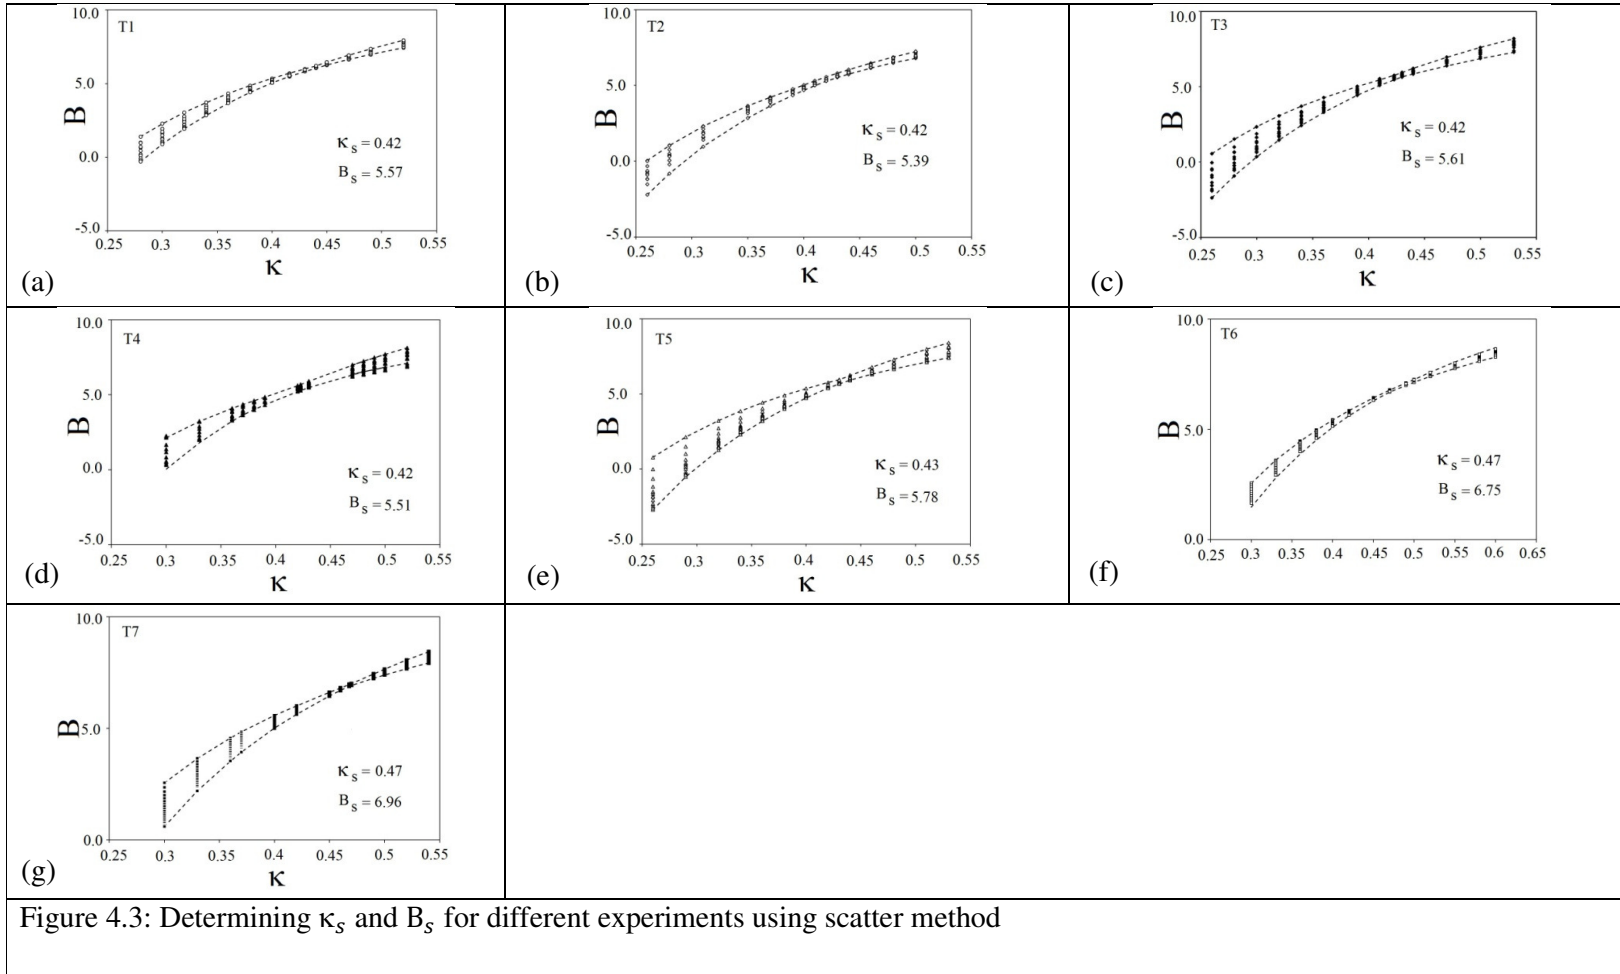 10.0
T1
5.0
B
0.0
κs = 0.42
Bs = 5.57
-5.0
0.25 0.3 0.35 0.4 0.45 0.5 0.55
κ
(a)
10.0
T2
5.0
B
0.0
κs = 0.42
Bs = 5.39
-5.0
0.25 0.3 0.35 0.4 0.45 0.5 0.55
κ
(b)
10.0
T3
5.0
B
0.0
κs = 0.42
Bs = 5.61
-5.0
0.25 0.3 0.35 0.4 0.45 0.5 0.55
κ
(c)
10.0
T4
5.0
B
0.0
κs = 0.42
Bs = 5.51
-5.0
0.25 0.3 0.35 0.4 0.45 0.5 0.55
κ
(d)
10.0
T5
5.0
B
0.0
κs = 0.43
Bs = 5.78
-5.0
0.25 0.3 0.35 0.4 0.45 0.5 0.55
κ
(e)
10.0
T6
5.0
B
κs = 0.47
Bs = 6.75
0.0
0.25 0.3 0.35 0.4 0.45 0.5 0.55 0.6 0.65
κ
(f)
10.0
T7
5.0
B
κs = 0.47
Bs = 6.96
0.0
0.25 0.3 0.35 0.4 0.45 0.5 0.55
κ
(g)
Figure 4.3: Determining κs and Bs for different experiments using scatter method